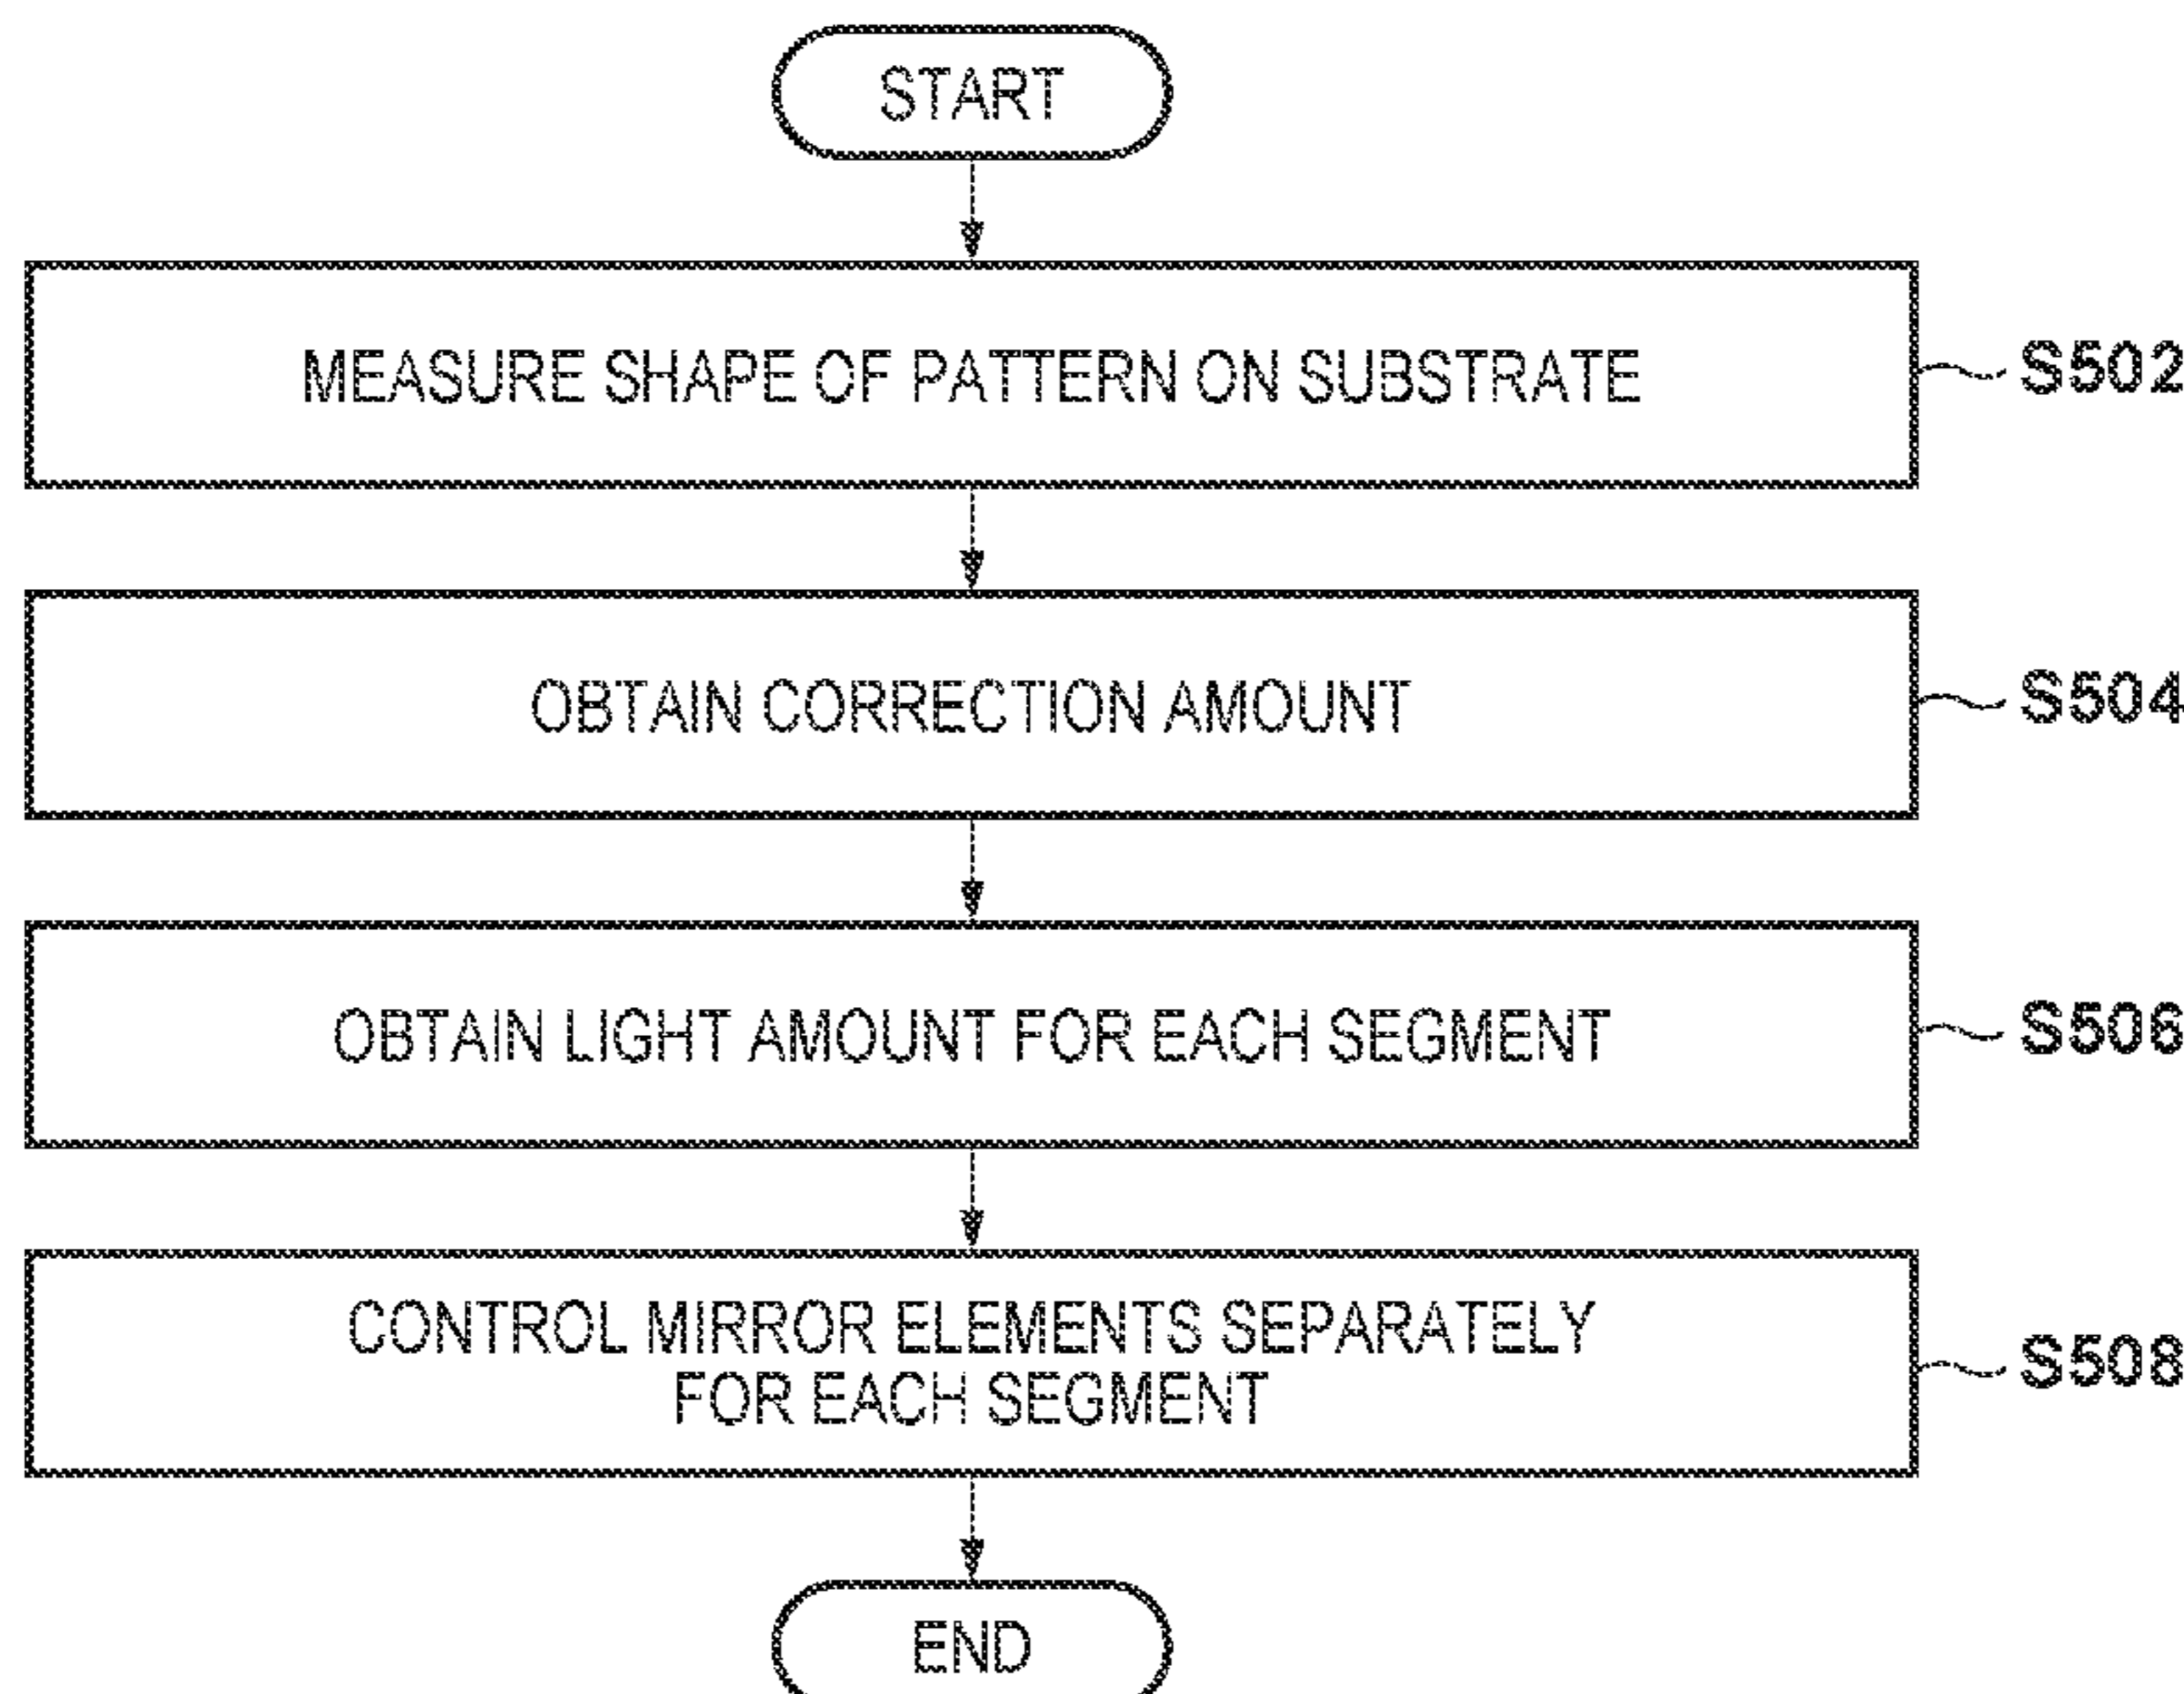 START
MEASURE SHAPE OF PATTERN ON SUBSTRATE
S502
OBTAIN CORRECTION AMOUNT
S504
OBTAIN LIGHT AMOUNT FOR EACH SEGMENT
S506
CONTROL MIRROR ELEMENTS SEPARATELY
FOR EACH SEGMENT
S508
END